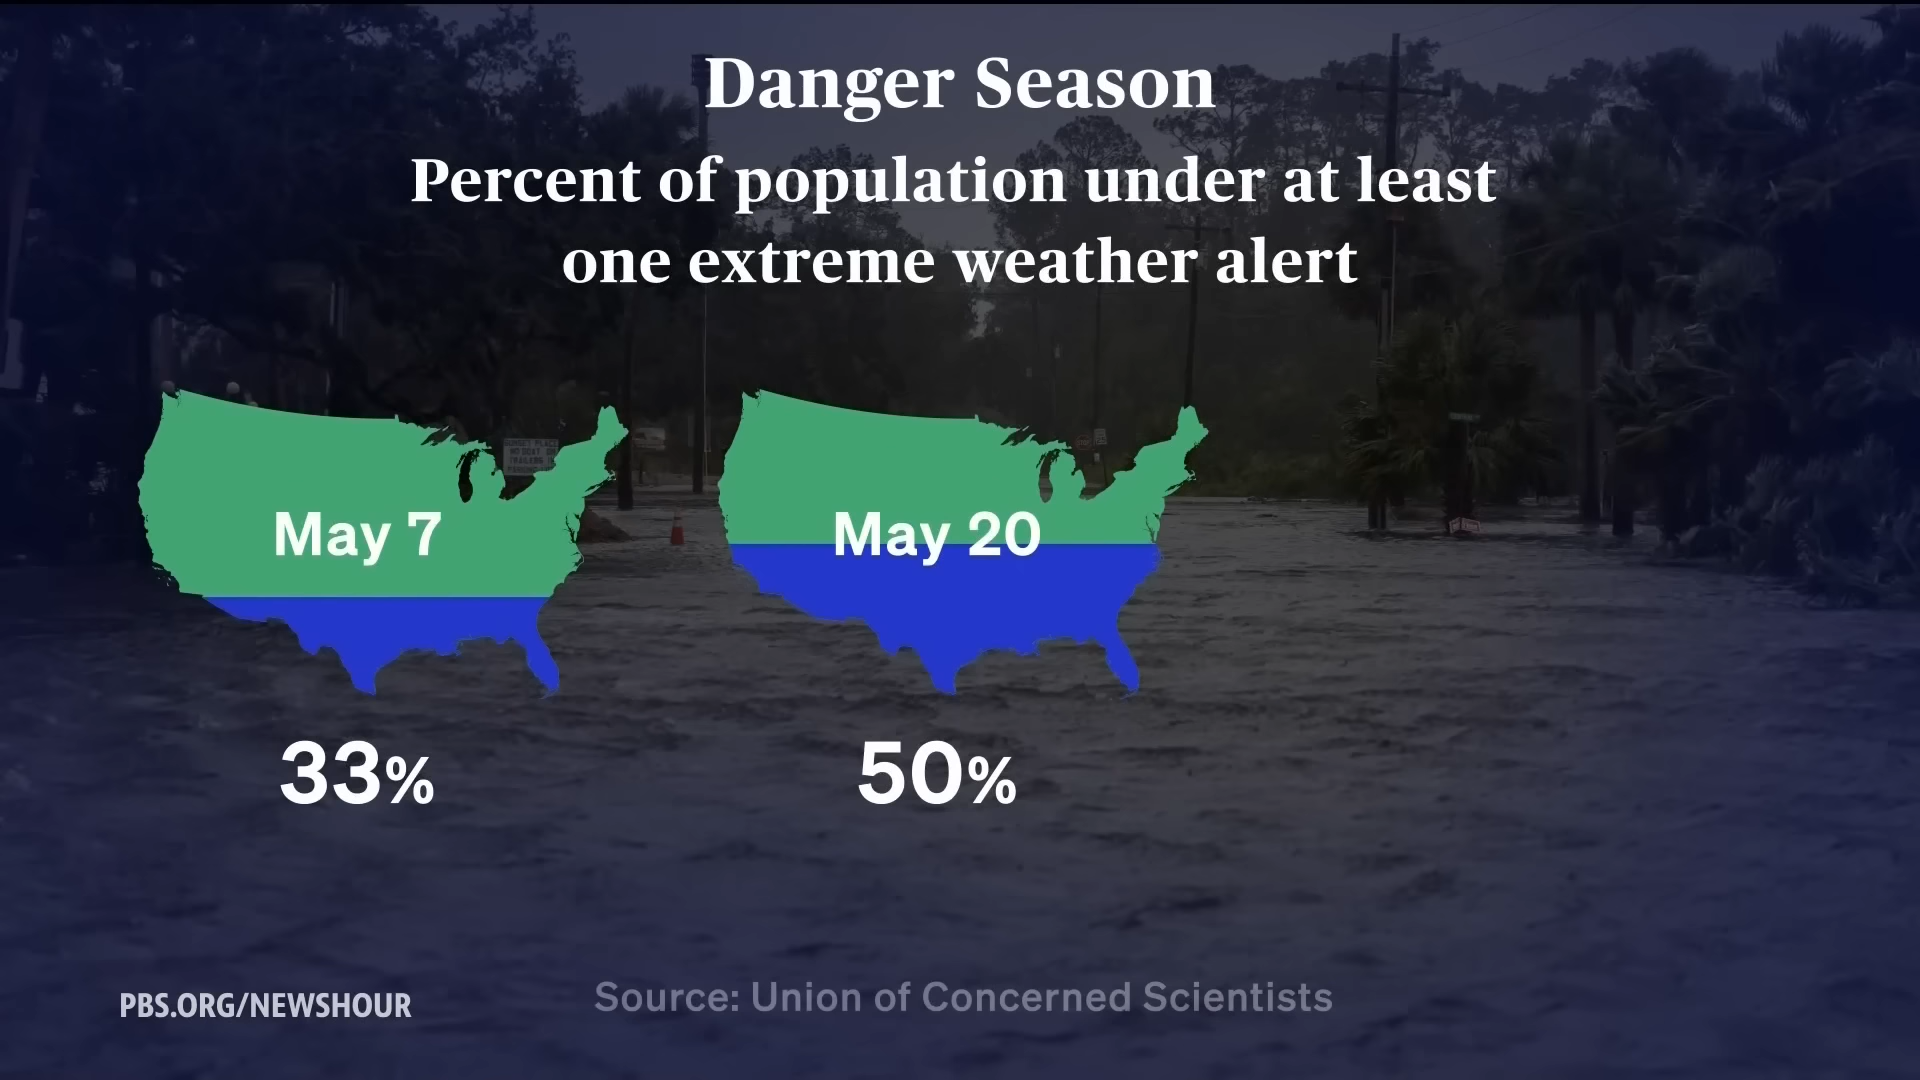 Danger Season
Percent of population under at least
one extreme weather alert
May 7
May 20
33%
50%
Source: Union of Concerned Scientists
PBS.ORG/NEWSHOUR